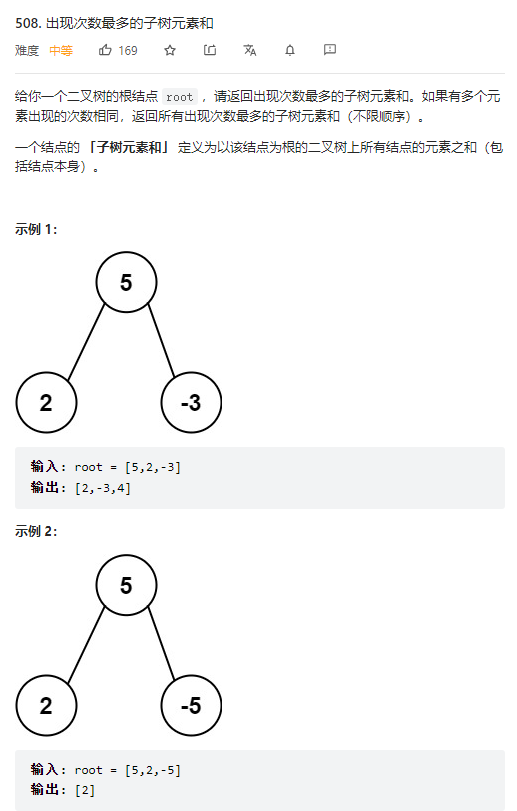 508. 出现次数最多的子树元素和
难度 中等 169
给你一个二叉树的根结点 root ，请返回出现次数最多的子树元素和。如果有多个元
素出现的次数相同，返回所有出现次数最多的子树元素和（不限顺序）。
一个结点的「子树元素和」定义为以该结点为根的二叉树上所有结点的元素之和（包
括结点本身）。
示例 1：
5
2 -3
输入: root = [5,2,-3]
输出: [2,-3,4]
示例 2：
5
2 -5
输入: root = [5,2,-5]
输出: [2]